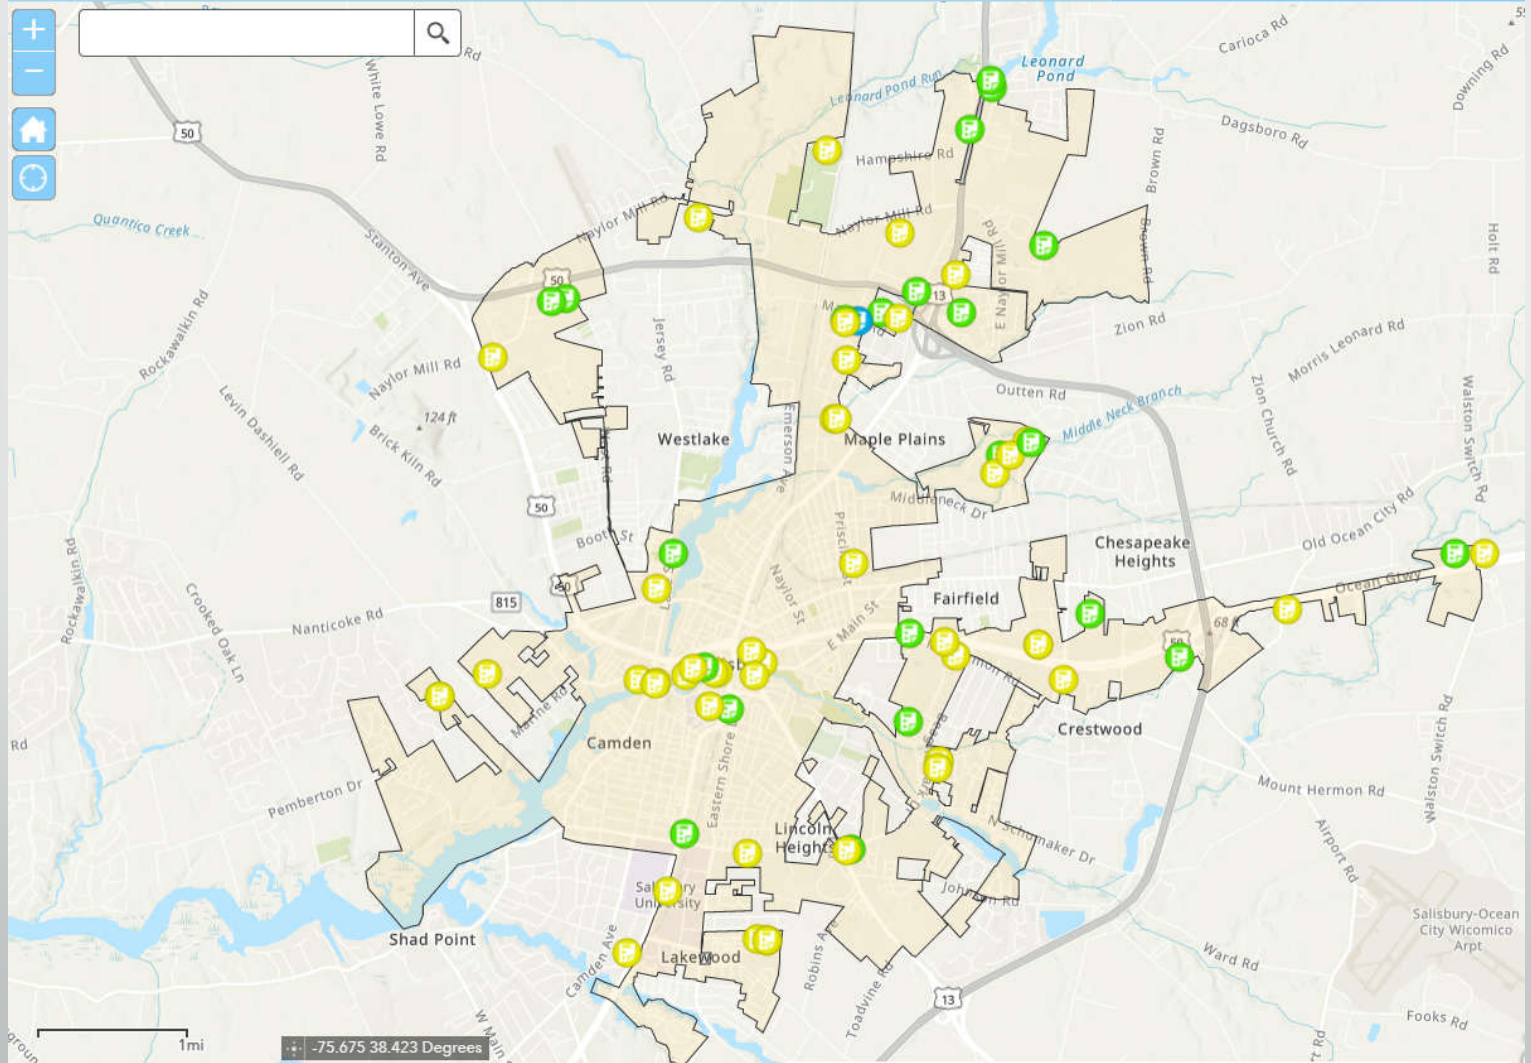 +
−
Rd
50
White Lowe Rd
Carioca Rd
Downing Rd
Leonard
Pond
Leonard Pond Run
Dagsboro Rd
Brown Rd
Hampshire Rd
Naylor Mill Rd
Naylor Mill Rd
Quantico Creek
Stanton Ave
E Naylor Mill Rd
Brown Rd
Holt Rd
50
13
Rockawalkin Rd
Jersey Rd
Zion Rd
Morris Leonard Rd
Naylor Mill Rd
Outten Rd
Levin Dashiell Rd
124 ft
Brick Kiln Rd
Emerson Ave
Middle Neck Branch
Zion Church Rd
Walston Switch Rd
Westlake
Maple Plains
50
Middleneck Dr
Booth St
Old Ocean City Rd
Chesapeake
Heights
Rockawalkin Rd
Crooked Oak Ln
Naylor St
Fairfield
Ocean Gtwy
815
Nanticoke Rd
E Main St
68 ft
50
Marine Rd
Rd
Camden
Crestwood
Eastern Shore
Pemberton Dr
Mount Hermon Rd
Walston Switch Rd
Lincoln
Heights
N Schumaker Dr
Airport Rd
Johnson Rd
University
Shad Point
Lakewood
Camden Ave
Robins Ave
Toadvine Rd
Ward Rd
Salisbury-Ocean
City Wicomico
Arpt
13
W Main
Fooks Rd
1mi
-75.675 38.423 Degrees